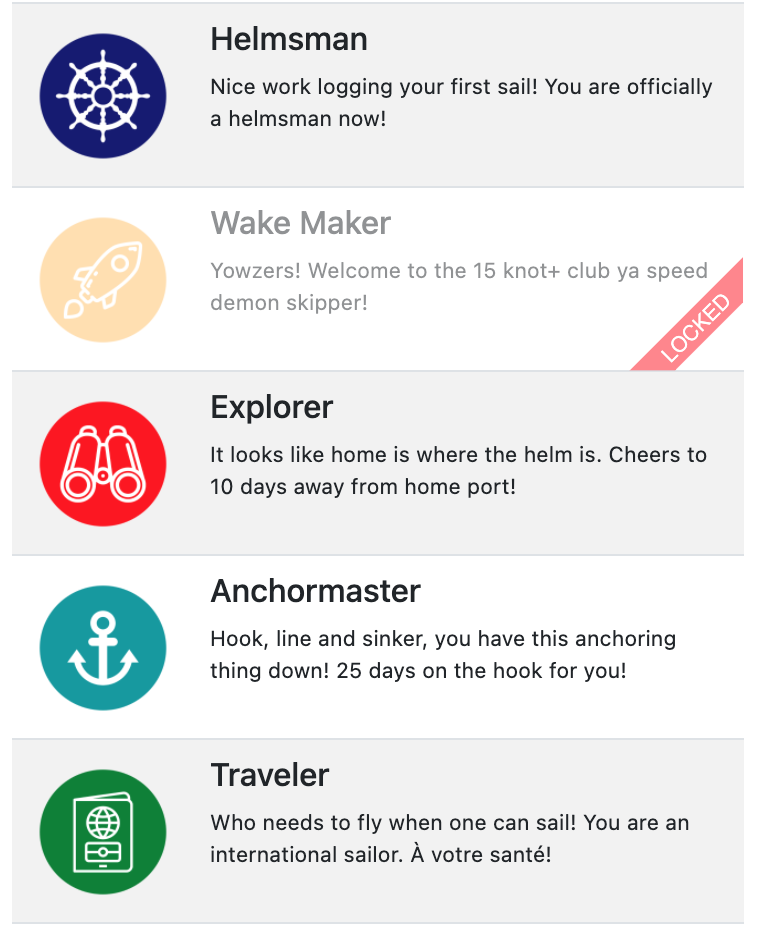 Helmsman
Nice work logging your first sail! You are officially
a helmsman now!
Wake Maker
Yowzers! Welcome to the 15 knot+ club ya speed
demon skipper!
LOCKED
Explorer
It looks like home is where the helm is. Cheers to
10 days away from home port!
Anchormaster
Hook, line and sinker, you have this anchoring
thing down! 25 days on the hook for you!
Traveler
Who needs to fly when one can sail! You are an
international sailor. À votre santé!